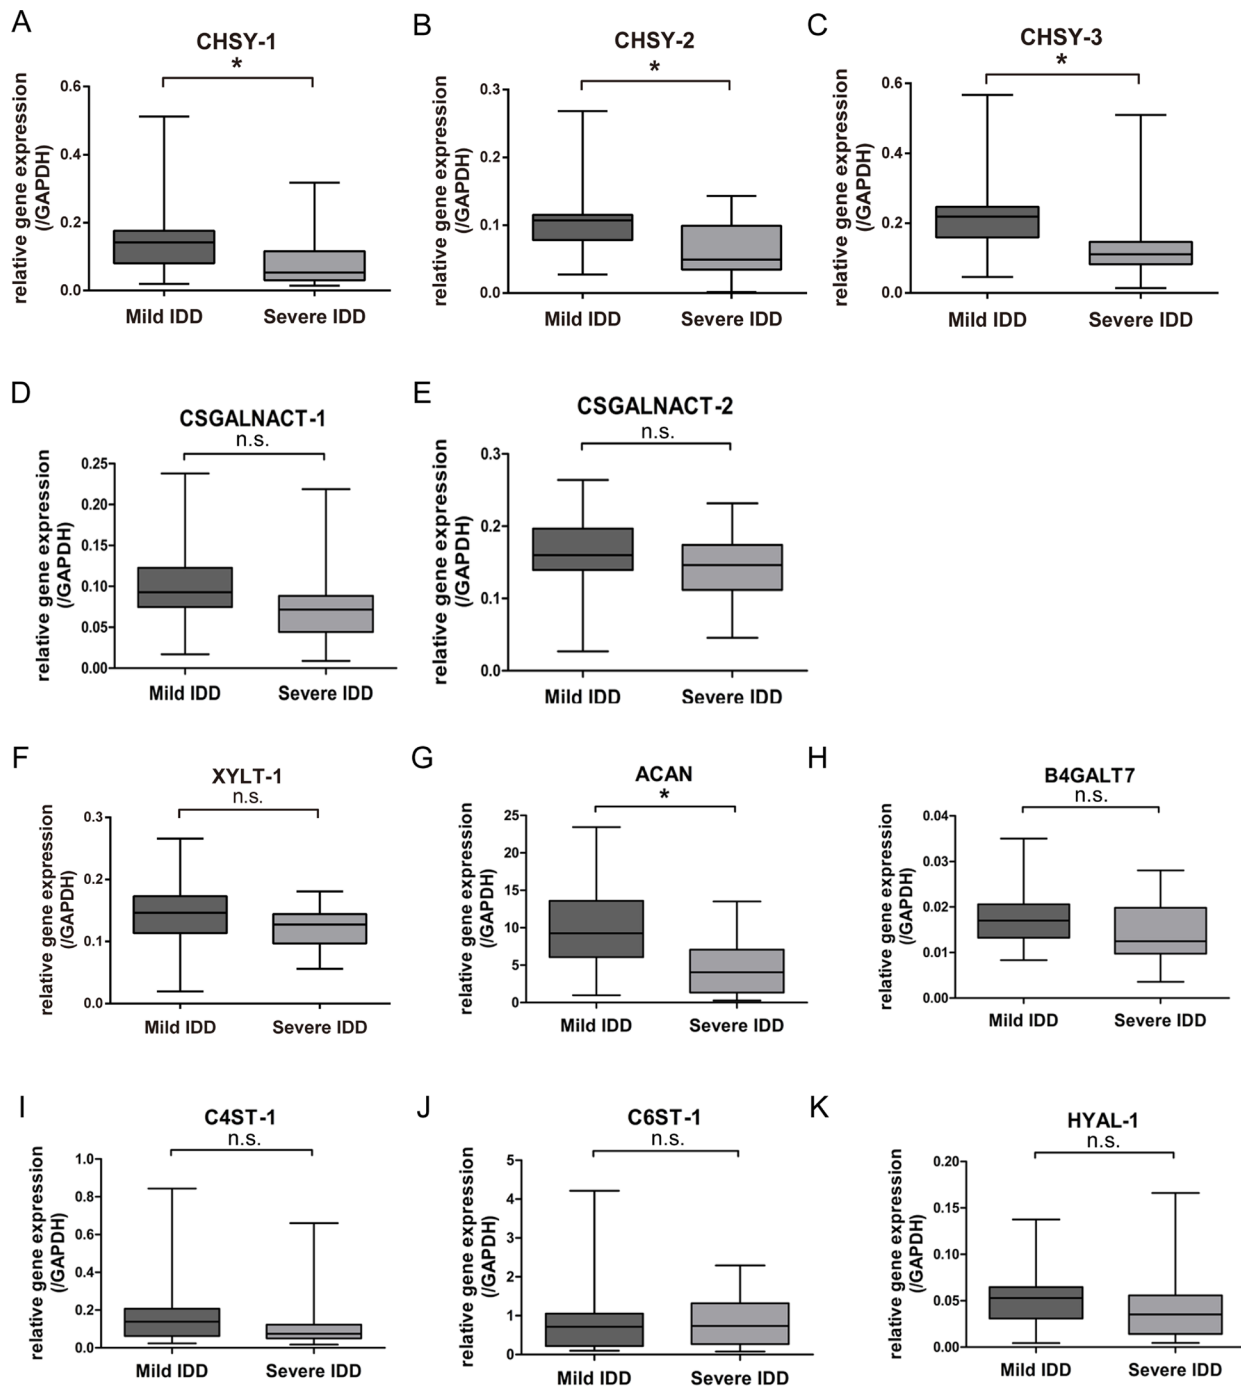 A
CHSY-1
*
relative gene expression
(/GAPDH)
0.6
0.4
0.2
0.0
Mild IDD
Severe IDD
B
CHSY-2
*
relative gene expression
(/GAPDH)
0.3
0.2
0.1
0.0
Mild IDD
Severe IDD
C
CHSY-3
*
relative gene expression
(/GAPDH)
0.6
0.4
0.2
0.0
Mild IDD
Severe IDD
D
CSGALNACT-1
n.s.
relative gene expression
(/GAPDH)
0.25
0.20
0.15
0.10
0.05
0.00
Mild IDD
Severe IDD
E
CSGALNACT-2
n.s.
relative gene expression
(/GAPDH)
0.3
0.2
0.1
0.0
Mild IDD
Severe IDD
F
XYLT-1
n.s.
relative gene expression
(/GAPDH)
0.3
0.2
0.1
0.0
Mild IDD
Severe IDD
G
ACAN
*
relative gene expression
(/GAPDH)
25
20
15
10
5
0
Mild IDD
Severe IDD
H
B4GALT7
n.s.
relative gene expression
(/GAPDH)
0.04
0.03
0.02
0.01
0.00
Mild IDD
Severe IDD
I
C4ST-1
n.s.
relative gene expression
(/GAPDH)
1.0
0.8
0.6
0.4
0.2
0.0
Mild IDD
Severe IDD
J
C6ST-1
n.s.
relative gene expression
(/GAPDH)
5
4
3
2
1
0
Mild IDD
Severe IDD
K
HYAL-1
n.s.
relative gene expression
(/GAPDH)
0.20
0.15
0.10
0.05
0.00
Mild IDD
Severe IDD